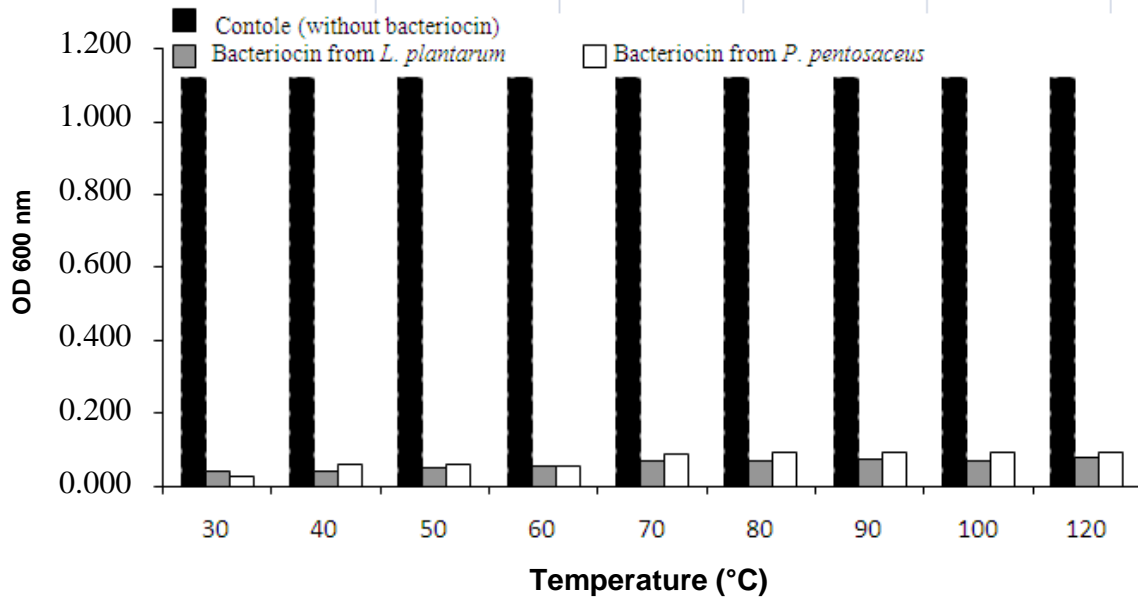 Contole (without bacteriocin)
Bacteriocin from L. plantarum
Bacteriocin from P. pentosaceus
1.200
1.000
0.800
0.600
0.400
0.200
0.000
OD 600 nm
30 40 50 60 70 80 90 100 120
Temperature (°C)